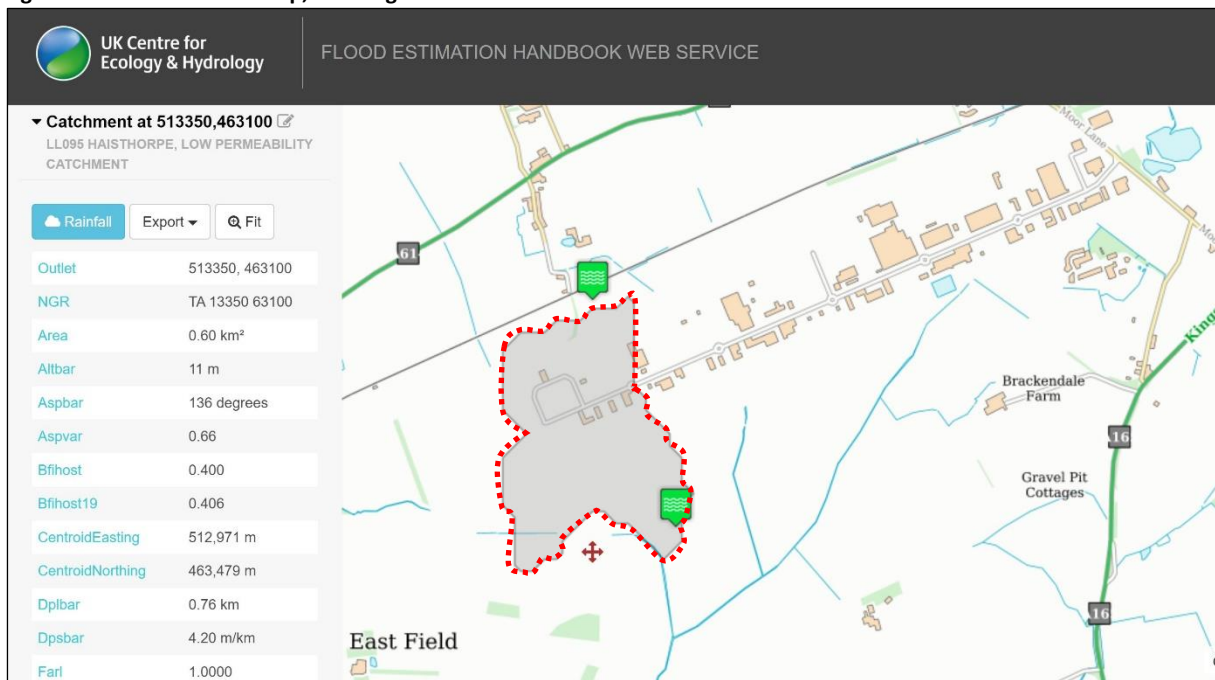 UK Centre for
Ecology & Hydrology
FLOOD ESTIMATION HANDBOOK WEB SERVICE
Catchment at 513350,463100
LL095 HAISTHORPE, LOW PERMEABILITY
CATCHMENT
Rainfall
Export
Fit
Outlet 513350, 463100
NGR TA 13350 63100
Area 0.60 km²
Altbar 11 m
Aspbar 136 degrees
Aspvar 0.66
Bfihost 0.400
Bfihost19 0.406
CentroidEasting 512,971 m
CentroidNorthing 463,479 m
Dplbar 0.76 km
Dpsbar 4.20 m/km
Farl 1.0000
Moor Lane
61
Brackendale
Farm
16
Gravel Pit
Cottages
16
East Field